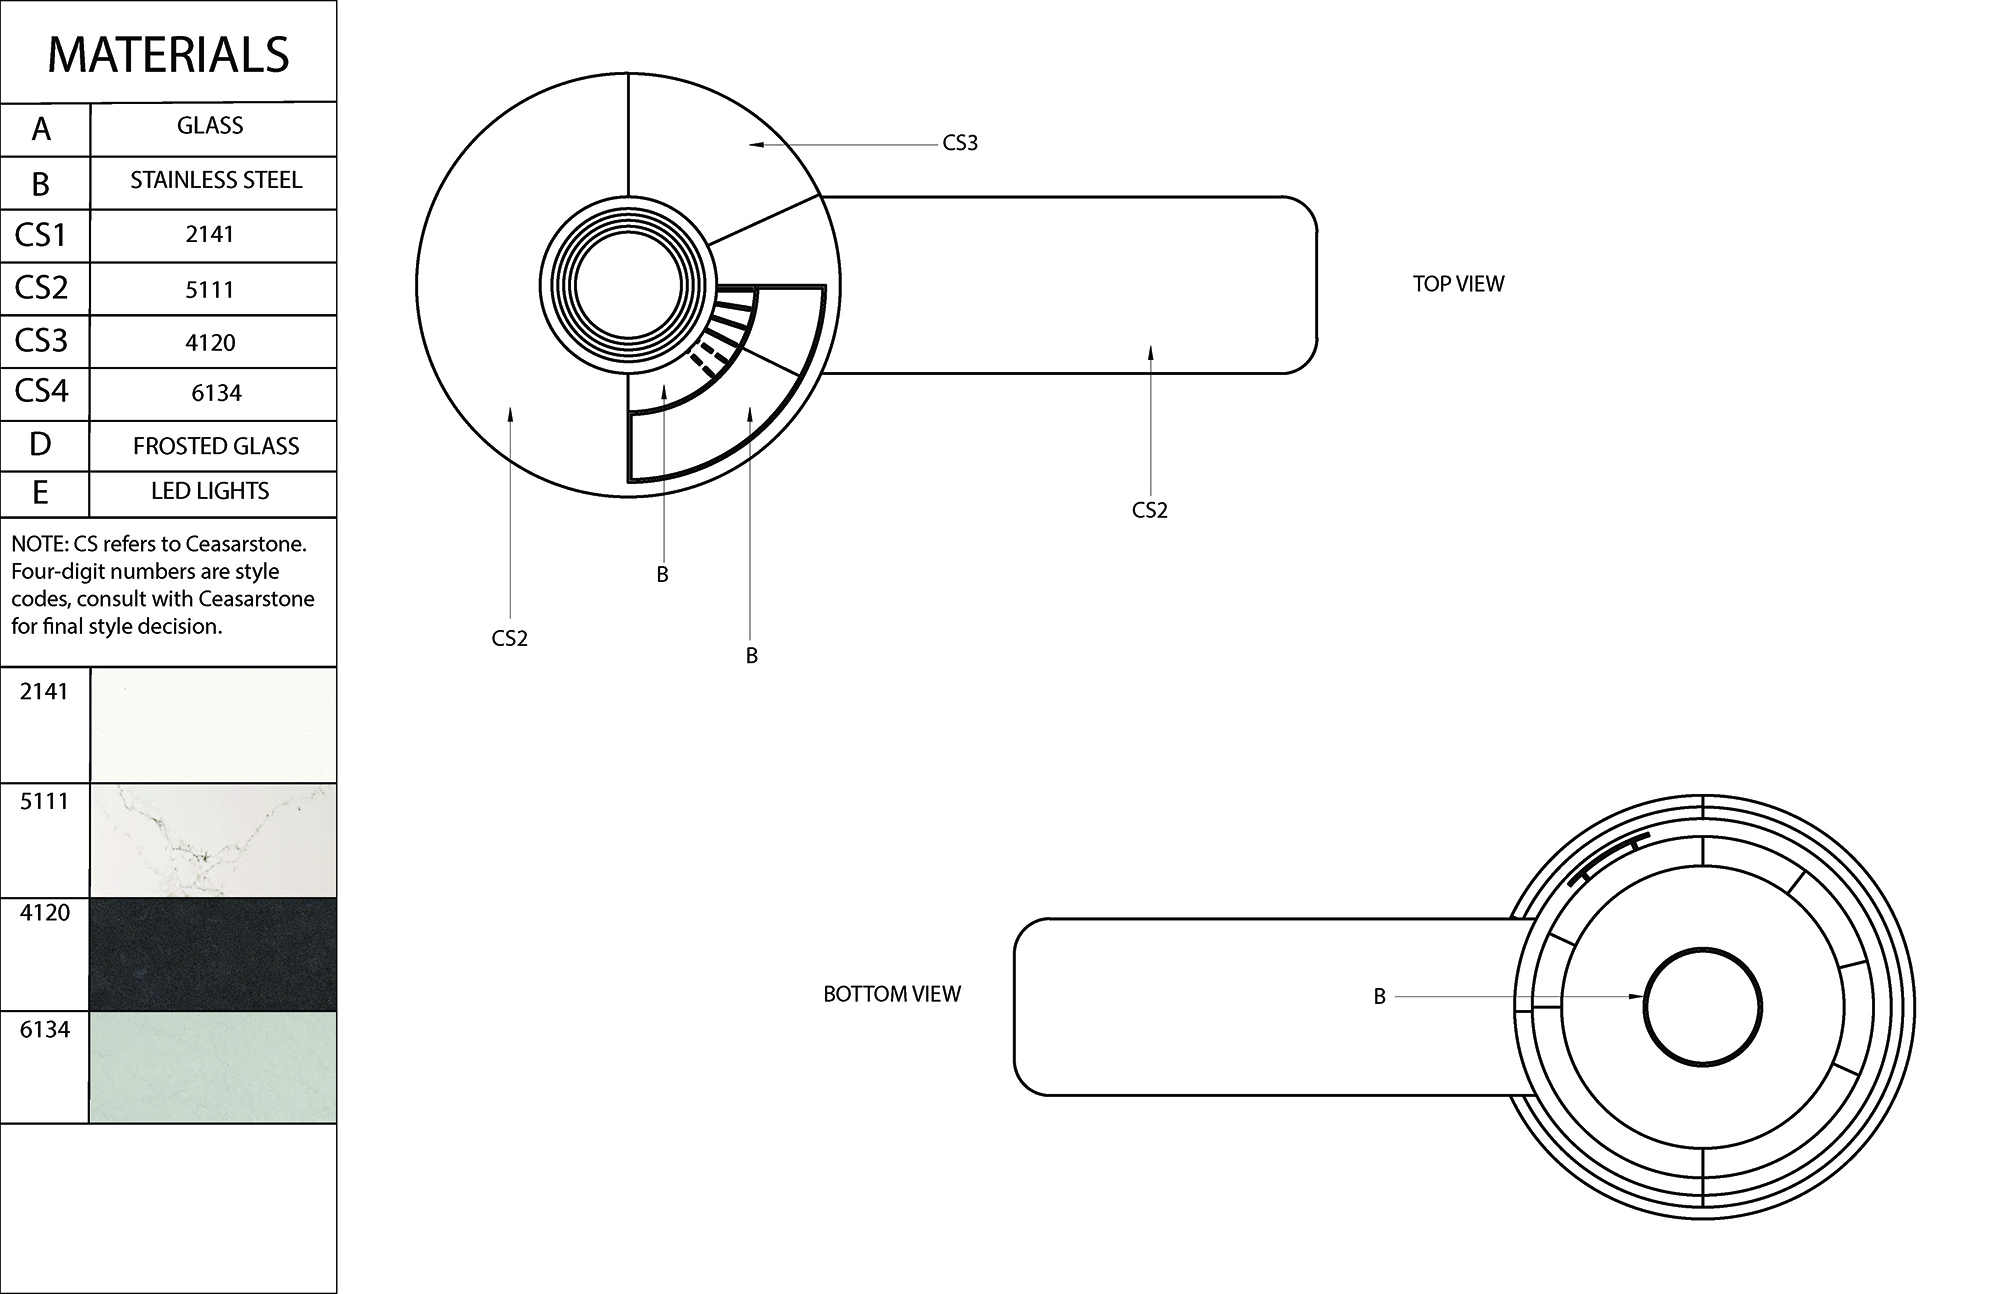 MATERIALS
A GLASS
B STAINLESS STEEL
CS1 2141
CS2 5111
CS3 4120
CS4 6134
D FROSTED GLASS
E LED LIGHTS
NOTE: CS refers to Ceasarstone.
Four-digit numbers are style
codes, consult with Ceasarstone
for final style decision.
2141
5111
4120
6134
CS3
TOP VIEW
CS2
B
CS2
B
BOTTOM VIEW
B